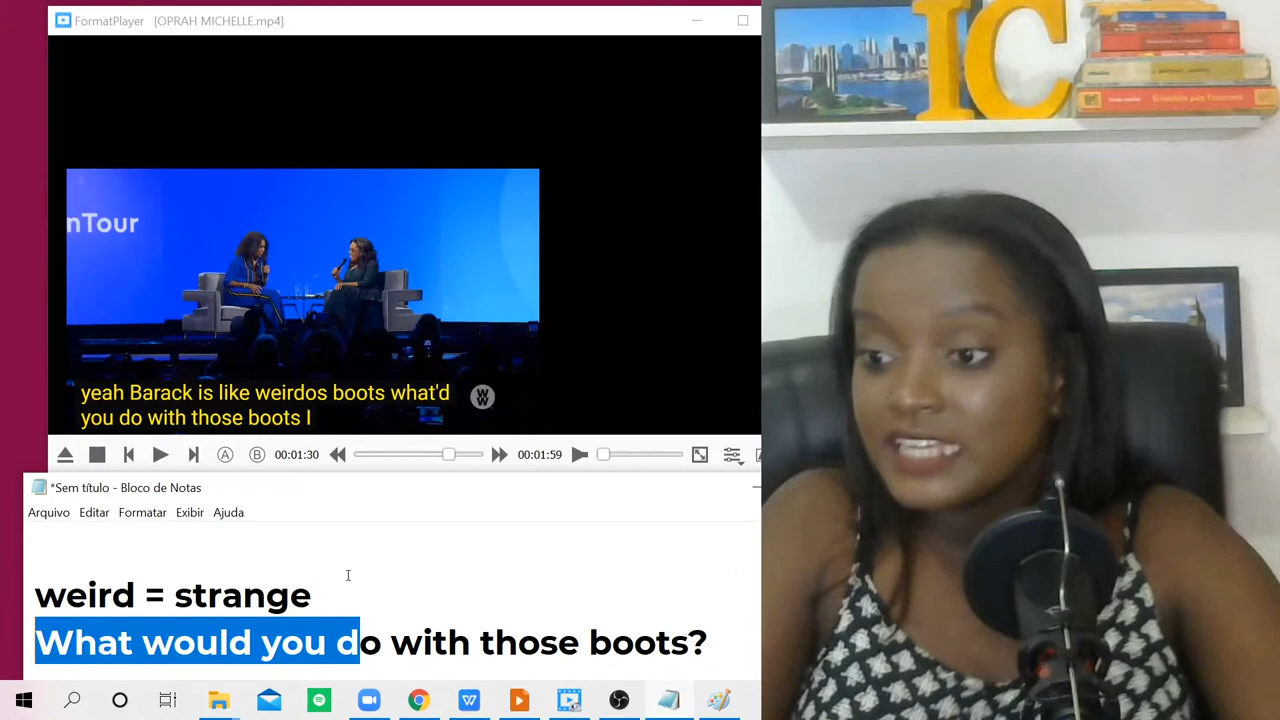 FormatPlayer [OPRAH MICHELLE.mp4]
IC
nTour
yeah Barack is like weirdos boots what'd
you do with those boots I
W
W
A
B
00:01:30
00:01:59
*Sem título - Bloco de Notas
Arquivo Editar Formatar Exibir Ajuda
weird = strange
What would you do with those boots?